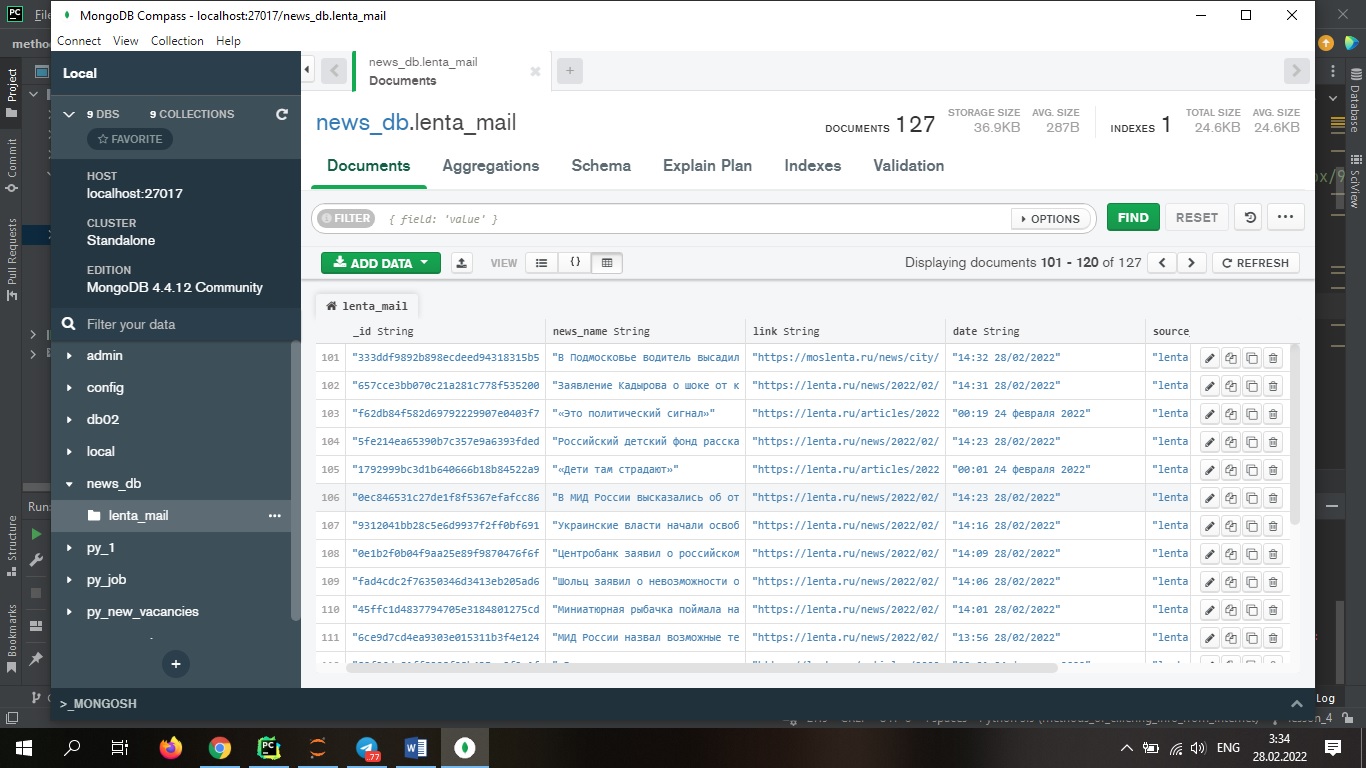 MongoDB Compass - localhost:27017/news_db.lenta_mail
Connect View Collection Help
Local
9 DBS 9 COLLECTIONS
FAVORITE
HOST
localhost:27017
CLUSTER
Standalone
EDITION
MongoDB 4.4.12 Community
Filter your data
admin
config
db02
local
news_db
lenta_mail
py_1
py_job
py_new_vacancies
news_db.lenta_mail
Documents
news_db.lenta_mail
DOCUMENTS 127
STORAGE SIZE
36.9KB
AVG. SIZE
287B
INDEXES 1
TOTAL SIZE
24.6KB
AVG. SIZE
24.6KB
Documents Aggregations Schema Explain Plan Indexes Validation
FILTER { field: 'value' } OPTIONS FIND RESET
ADD DATA VIEW {} Displaying documents 101 - 120 of 127 REFRESH
lenta_mail
_id String news_name String link String date String source
101 "333ddf9892b898ecdeed94318315b5 "В Подмосковье водитель высадил "https://moslenta.ru/news/city/ "14:32 28/02/2022" "lenta
102 "657cce3bb070c21a281c778f535200 "Заявление Кадырова о шоке от к "https://lenta.ru/news/2022/02/ "14:31 28/02/2022" "lenta
103 "f62db84f582d69792229907e0403f7 "«Это политический сигнал»" "https://lenta.ru/articles/2022 "00:19 24 февраля 2022" "lenta
104 "5fe214ea65390b7c357e9a6393fded "Российский детский фонд расска "https://lenta.ru/news/2022/02/ "14:23 28/02/2022" "lenta
105 "1792999bc3d1b640666b18b84522a9 "«Дети там страдают»" "https://lenta.ru/articles/2022 "00:01 24 февраля 2022" "lenta
106 "0ec846531c27de1f8f5367efafcc86 "В МИД России высказались об от "https://lenta.ru/news/2022/02/ "14:23 28/02/2022" "lenta
107 "9312041bb28c5e6d9937f2ff0bf691 "Украинские власти начали освоб "https://lenta.ru/news/2022/02/ "14:16 28/02/2022" "lenta
108 "0e1b2f0b04f9aa25e89f9870476f6f "Центробанк заявил о российском "https://lenta.ru/news/2022/02/ "14:09 28/02/2022" "lenta
109 "fad4cdc2f76350346d3413eb205ad6 "Шольц заявил о невозможности о "https://lenta.ru/news/2022/02/ "14:06 28/02/2022" "lenta
110 "45ffc1d4837794705e3184801275cd "Миниатюрная рыбачка поймала на "https://lenta.ru/news/2022/02/ "14:01 28/02/2022" "lenta
111 "6ce9d7cd4ea9303e015311b3f4e124 "МИД России назвал возможные те "https://lenta.ru/news/2022/02/ "13:56 28/02/2022" "lenta
>_MONGOSH
File
metho
Project
Commit
Pull Requests
Structure
Bookmarks
Run:
Database
SciView
ox/9
Log
lesson_4
77
ENG
3:34
28.02.2022